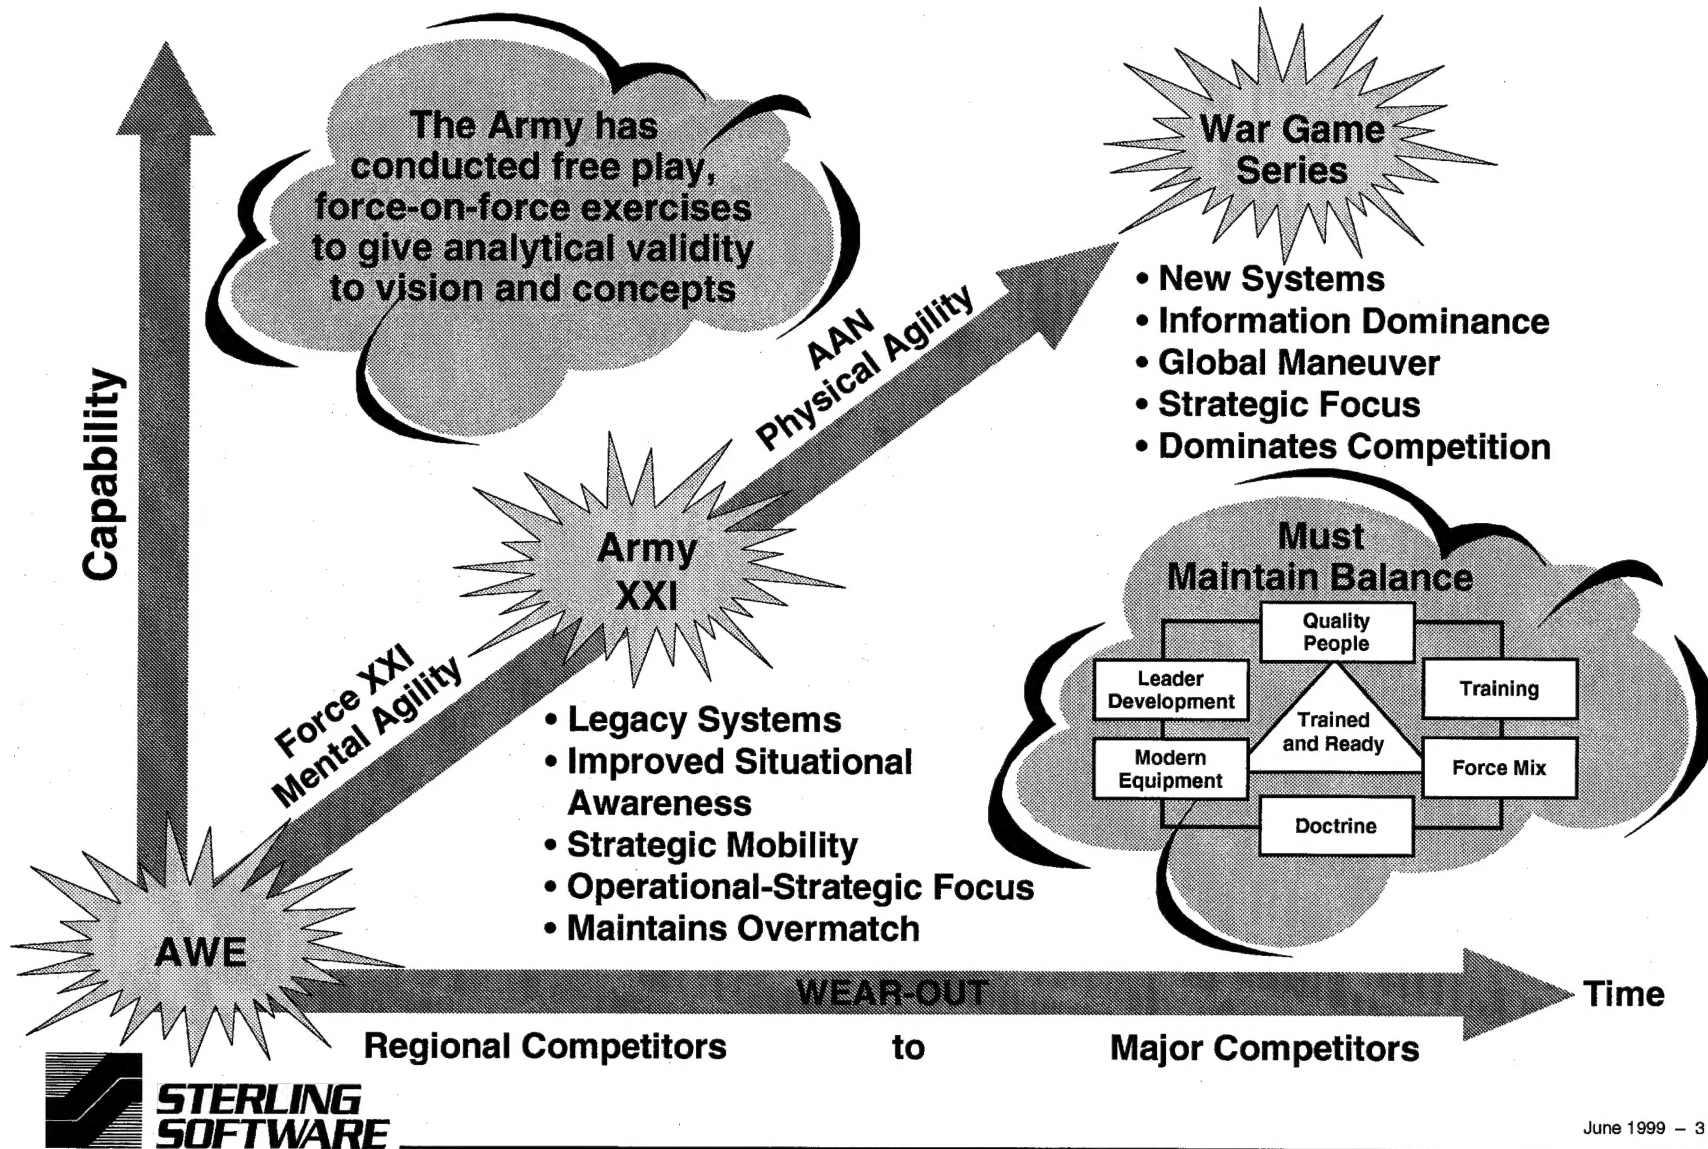 The Army has
conducted free play,
force-on-force exercises
to give analytical validity
to vision and concepts
War Game
Series
• New Systems
• Information Dominance
• Global Maneuver
• Strategic Focus
• Dominates Competition
AAN
Physical Agility
Capability
Army
XXI
Force XXI
Mental Agility
• Legacy Systems
• Improved Situational
Awareness
• Strategic Mobility
• Operational-Strategic Focus
• Maintains Overmatch
Must
Maintain Balance
Quality
People
Leader
Development
Training
Trained
and Ready
Modern
Equipment
Force Mix
Doctrine
AWE
WEAR-OUT
Time
Regional Competitors to Major Competitors
STERLING
SOFTWARE
June 1999 – 3